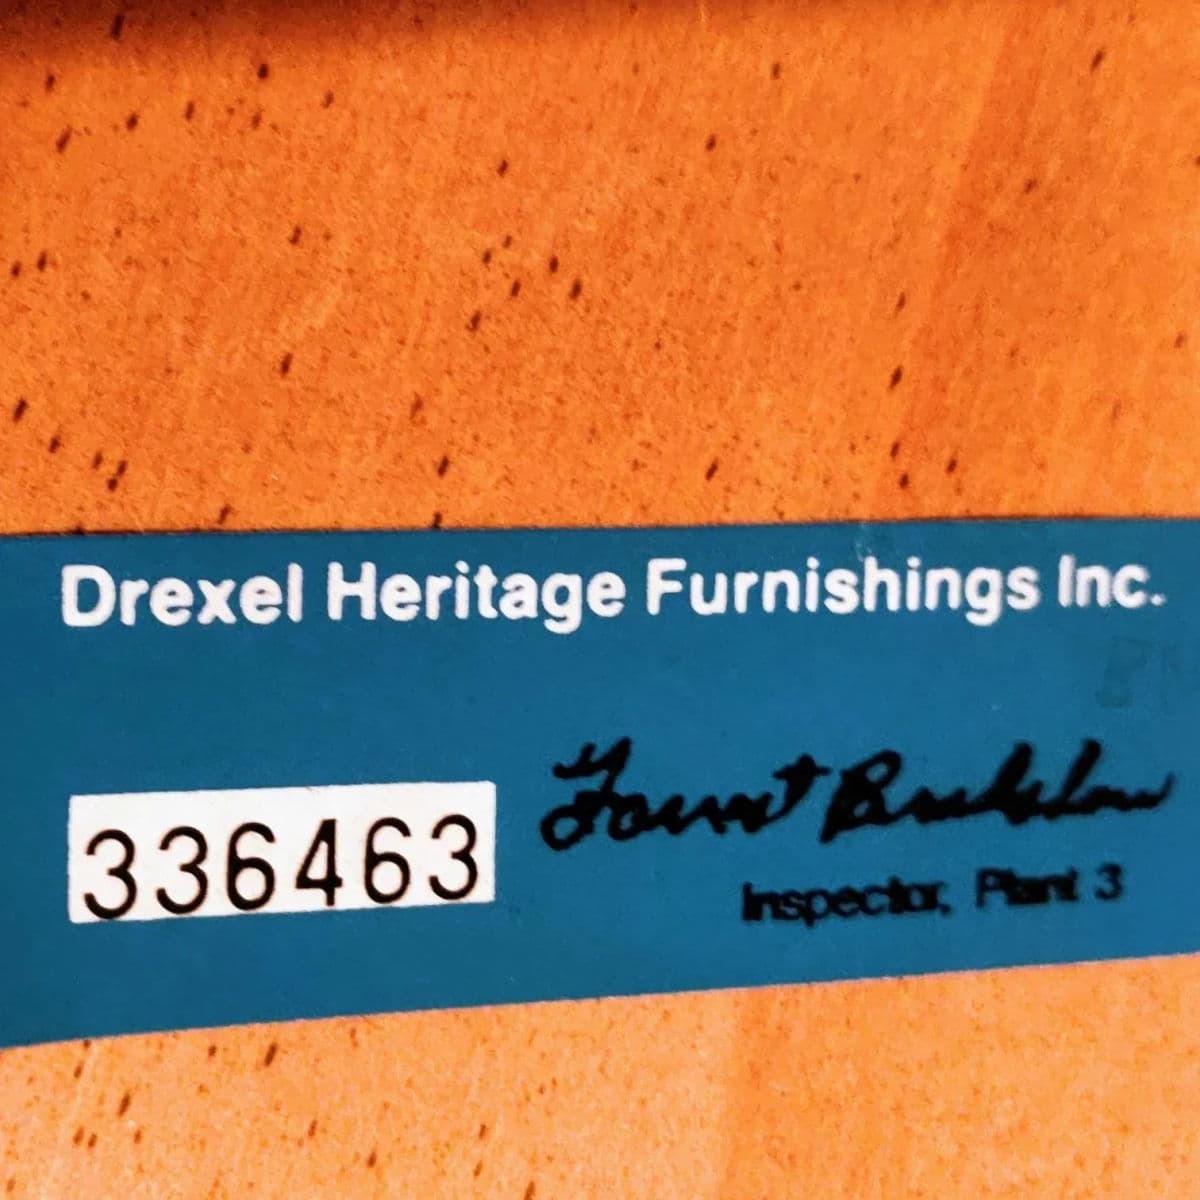 Drexel Heritage Furnishings Inc.
336463
Inspector, Plant 3